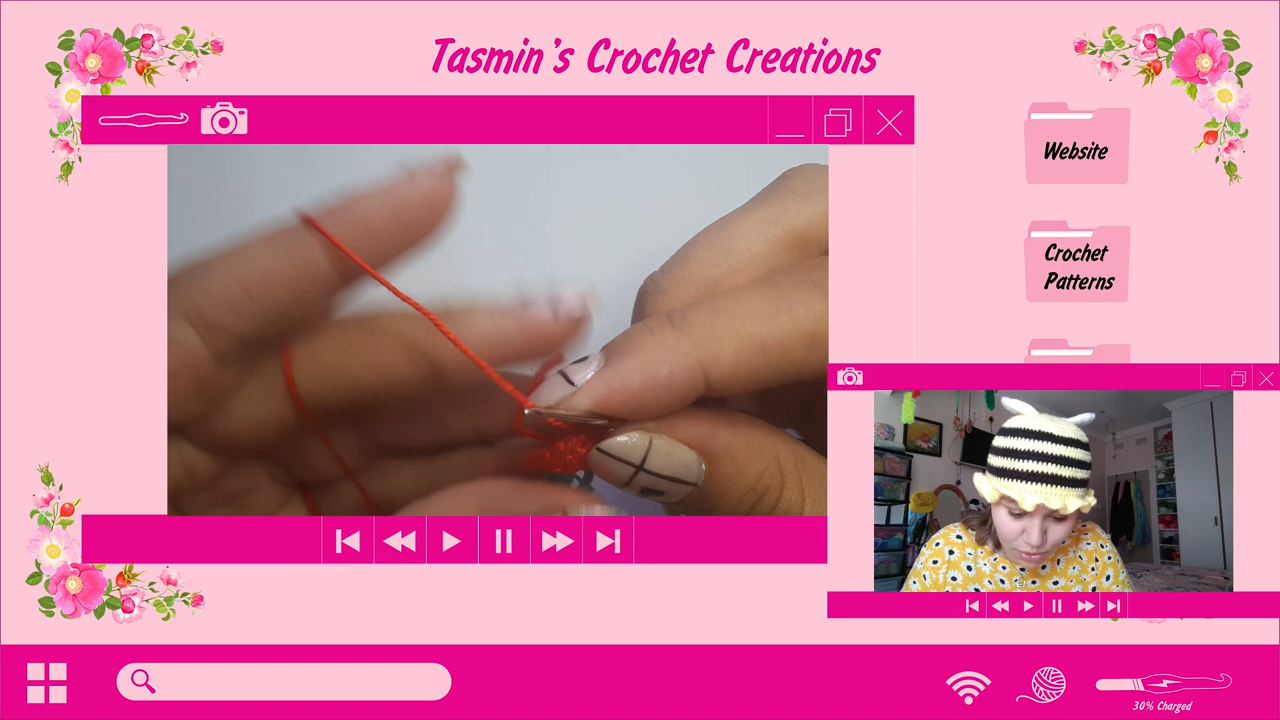 Tasmin's Crochet Creations
Website
Crochet
Patterns
30% Charged